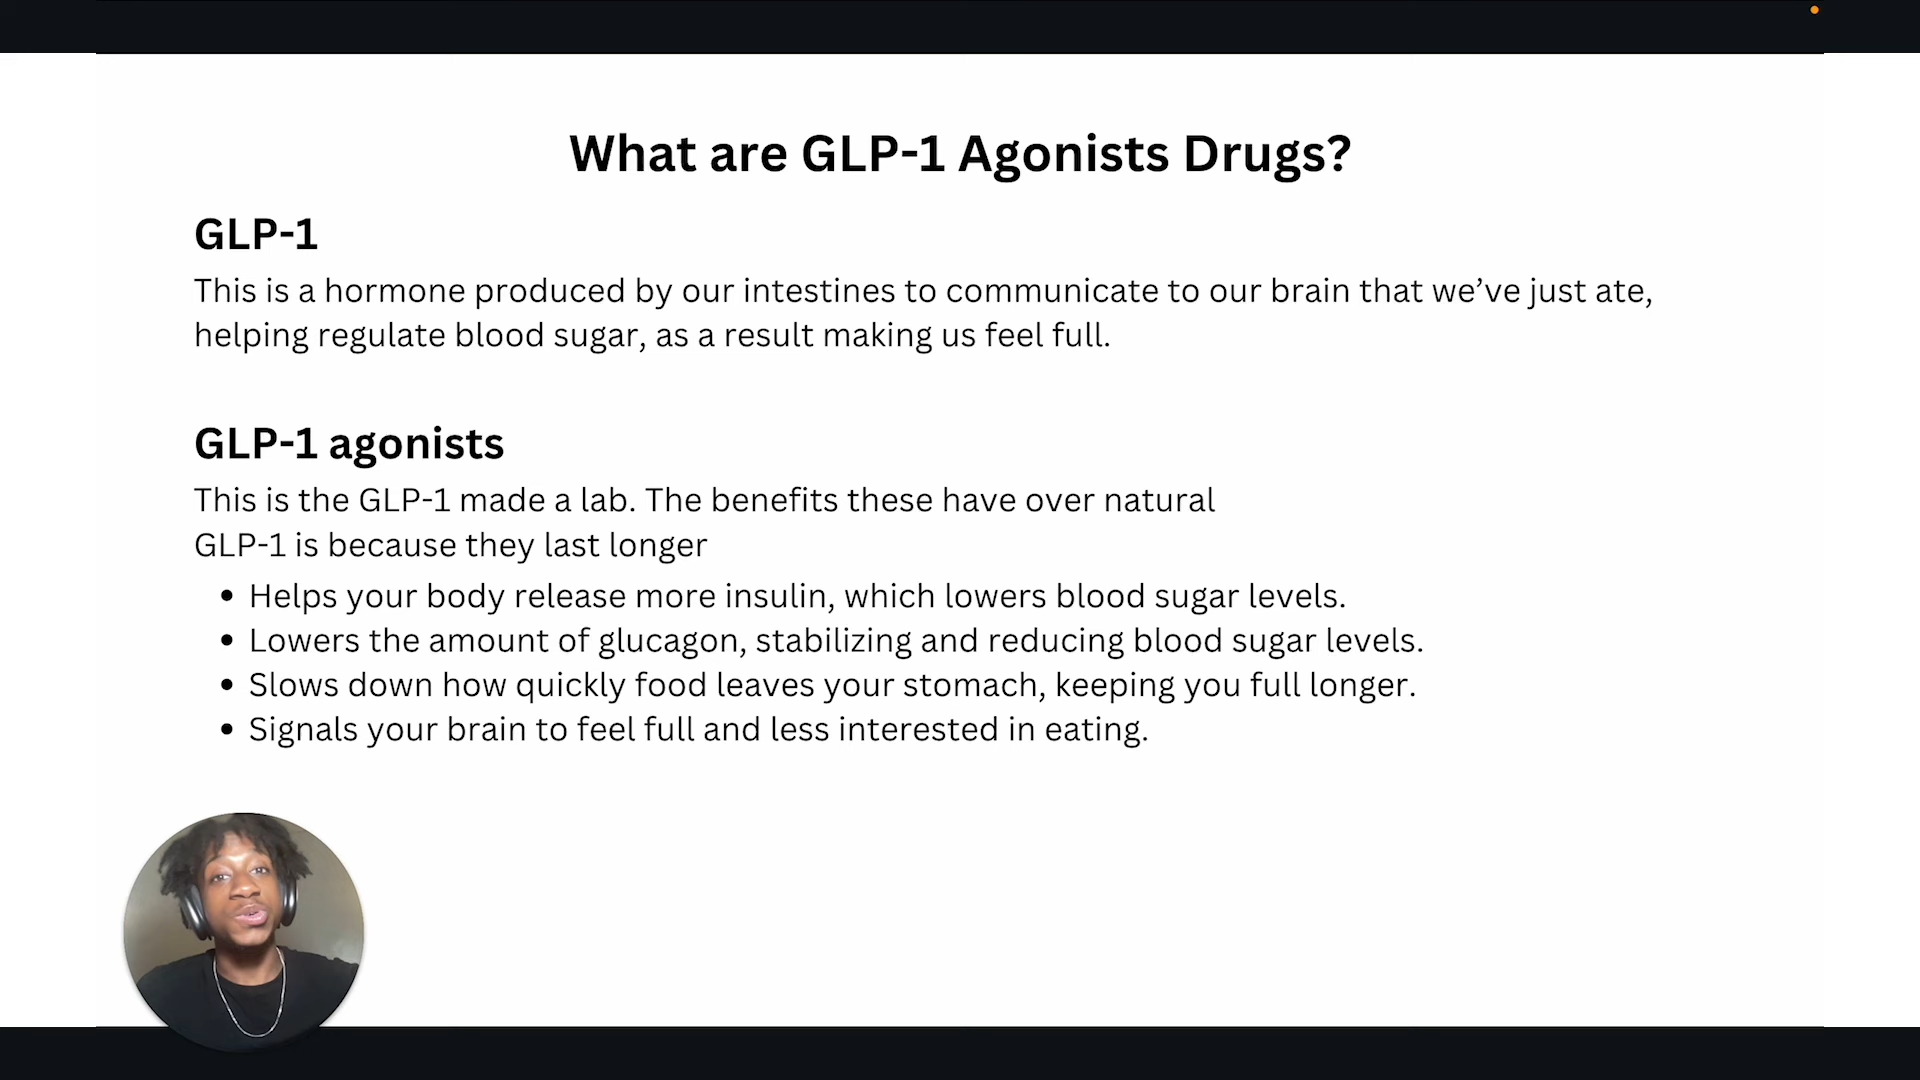 What are GLP-1 Agonists Drugs?
GLP-1
This is a hormone produced by our intestines to communicate to our brain that we’ve just ate,
helping regulate blood sugar, as a result making us feel full.
GLP-1 agonists
This is the GLP-1 made a lab. The benefits these have over natural
GLP-1 is because they last longer
• Helps your body release more insulin, which lowers blood sugar levels.
• Lowers the amount of glucagon, stabilizing and reducing blood sugar levels.
• Slows down how quickly food leaves your stomach, keeping you full longer.
• Signals your brain to feel full and less interested in eating.